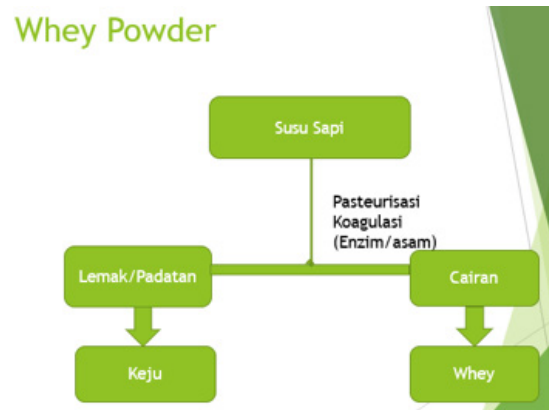 Whey Powder
Susu Sapi
Pasteurisasi
Koagulasi
(Enzim/asam)
Lemak/Padatan
Cairan
Keju
Whey